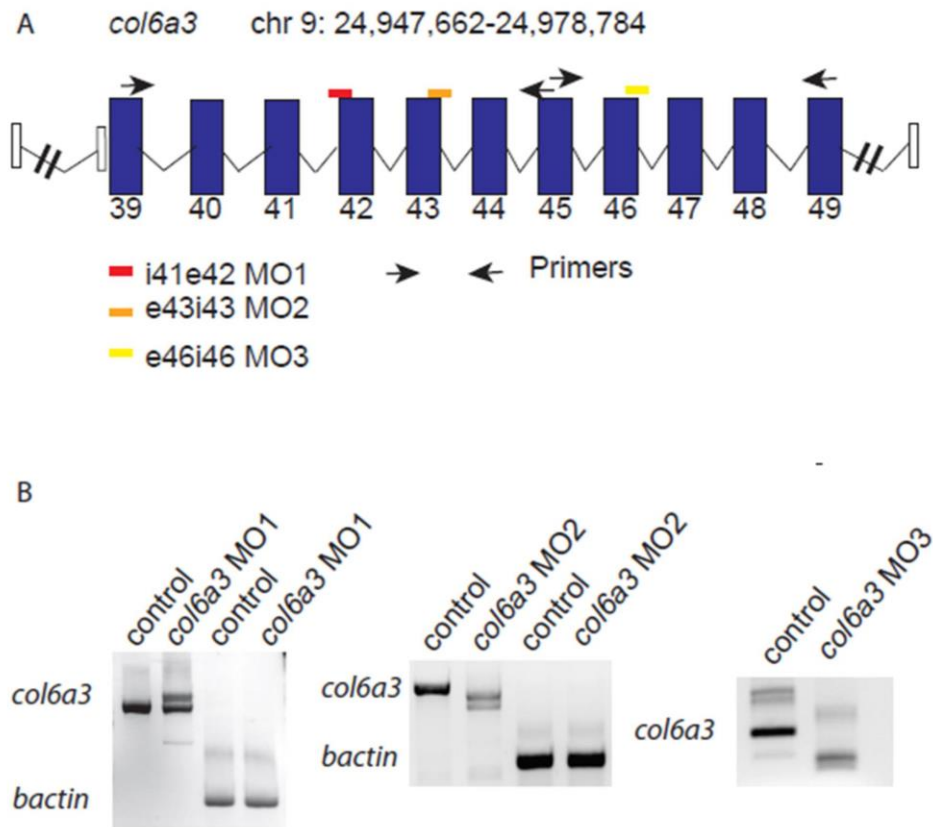 A col6a3 chr 9: 24,947,662-24,978,784
39 40 41 42 43 44 45 46 47 48 49
i41e42 MO1
Primers
e43i43 MO2
e46i46 MO3
B
control col6a3 MO1 control col6a3 MO1
col6a3
bactin
control col6a3 MO2 control col6a3 MO2
col6a3
bactin
control col6a3 MO3
col6a3